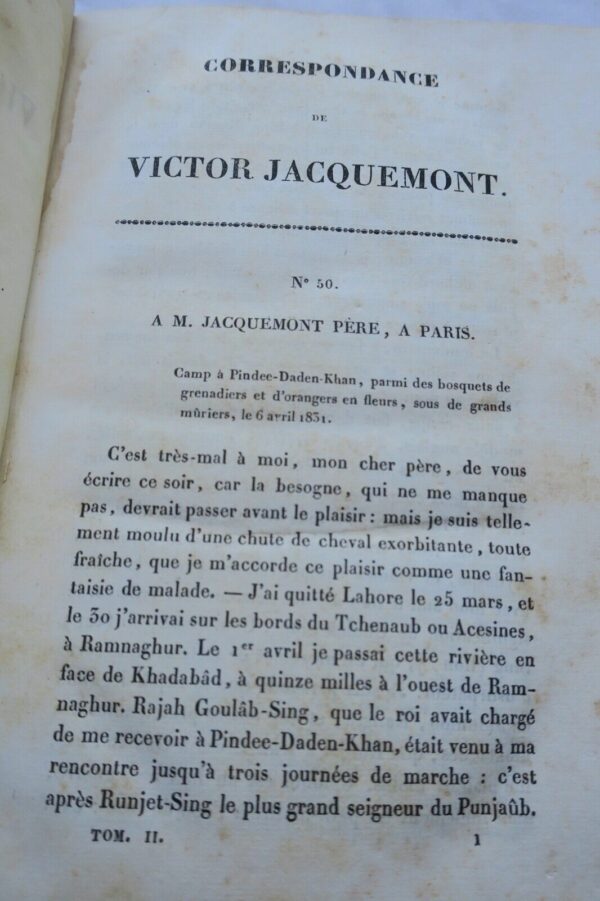 CORRESPONDANCE
DE
VICTOR JACQUEMONT.
N° 50.
A M. JACQUEMONT PÈRE, A PARIS.
Camp à Pindee-Daden-Khan, parmi des bosquets de
grenadiers et d'orangers en fleurs, sous de grands
mûriers, le 6 avril 1831.
C'est très-mal à moi, mon cher père, de vous
écrire ce soir, car la besogne, qui ne me manque
pas, devrait passer avant le plaisir : mais je suis telle-
ment moulu d'une chute de cheval exorbitante, toute
fraîche, que je m'accorde ce plaisir comme une fan-
taisie de malade. — J'ai quitté Lahore le 25 mars, et
le 30 j'arrivai sur les bords du Tchenaub ou Acesines,
à Ramnaghur. Le 1er avril je passai cette rivière en
face de Khadabâd, à quinze milles à l'ouest de Ram-
naghur. Rajah Goulâb-Sing, que le roi avait chargé
de me recevoir à Pindee-Daden-Khan, était venu à ma
rencontre jusqu'à trois journées de marche : c'est
après Runjet-Sing le plus grand seigneur du Punjaûb.
TOM. II. 1